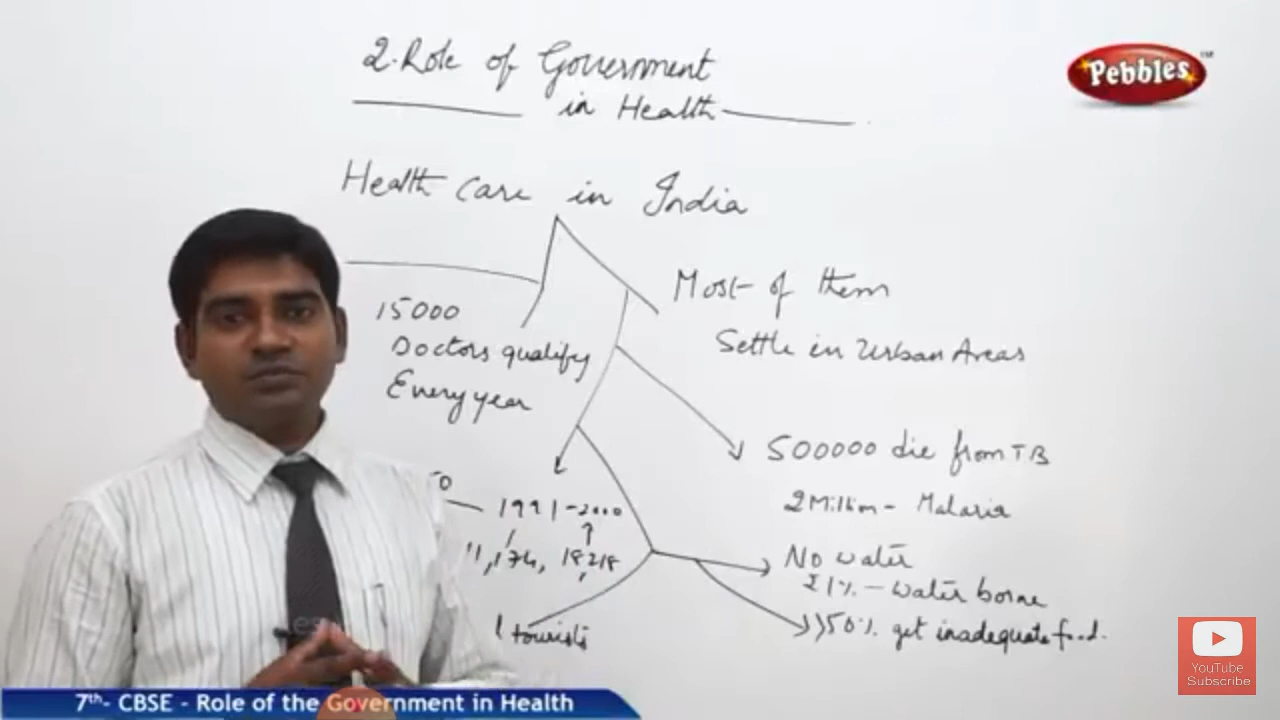 2. Role of Government
in Health
Pebbles™
Health care in India
15000
Doctors qualify
Every year
Most of them
Settle in Urban Areas
500000 die from TB
2 Million - Malaria
1991-2000
11,174, 18,218
No water
21% - water borne
>50% get inadequate food.
tourists
YouTube
Subscribe
7th- CBSE - Role of the Government in Health